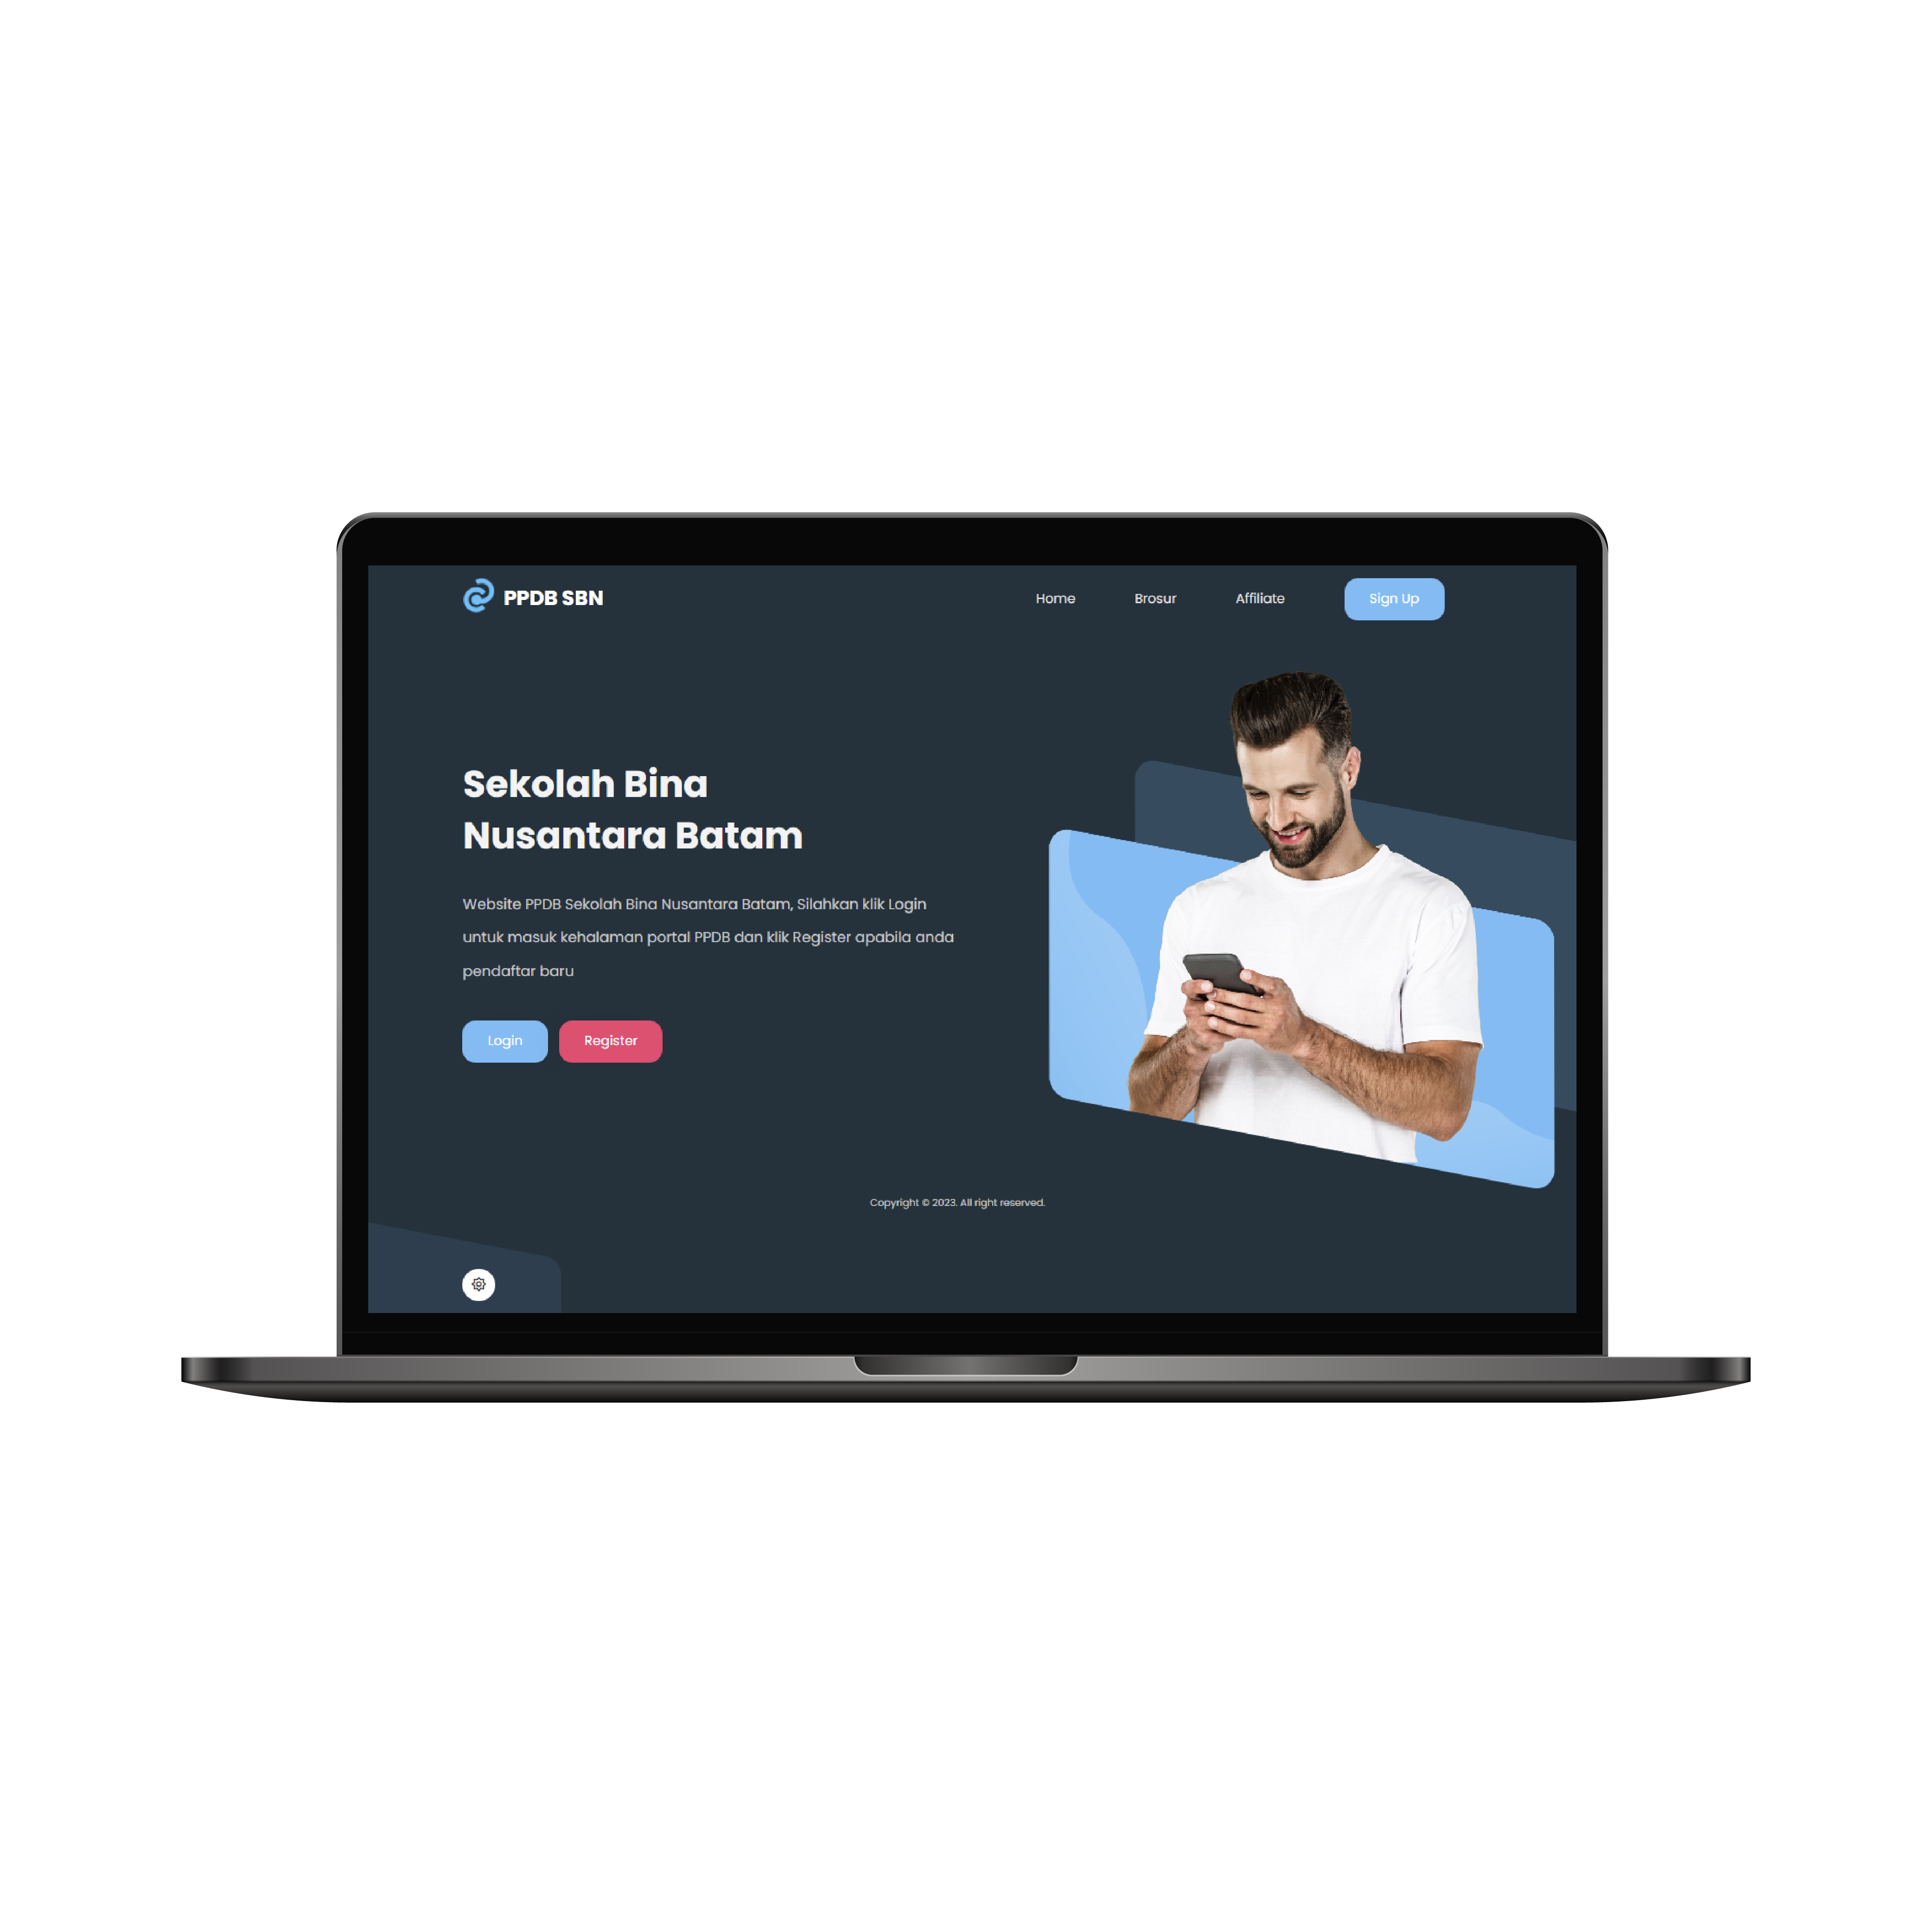 PPDB SBN
Home
Brosur
Affiliate
Sign Up
Sekolah Bina
Nusantara Batam
Website PPDB Sekolah Bina Nusantara Batam, Silahkan klik Login
untuk masuk kehalaman portal PPDB dan klik Register apabila anda
pendaftar baru
Login
Register
Copyright © 2023. All right reserved.